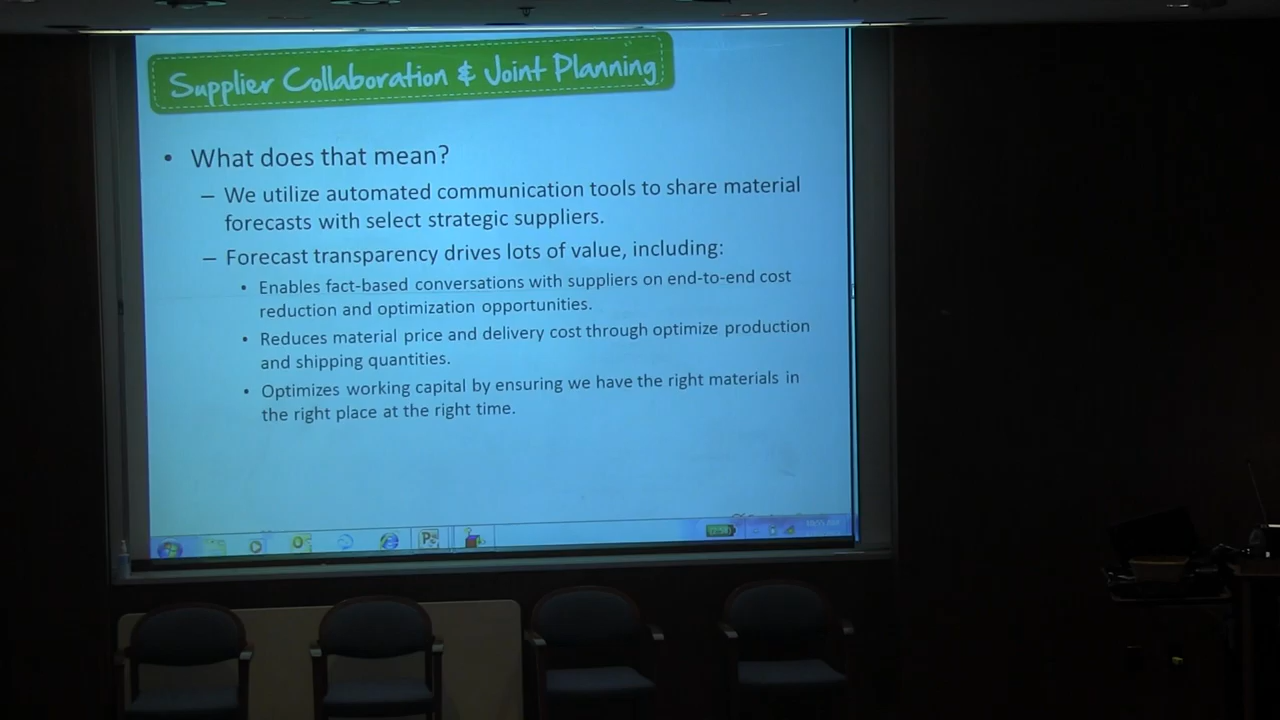 Supplier Collaboration & Joint Planning
• What does that mean?
– We utilize automated communication tools to share material
forecasts with select strategic suppliers.
– Forecast transparency drives lots of value, including:
• Enables fact-based conversations with suppliers on end-to-end cost
reduction and optimization opportunities.
• Reduces material price and delivery cost through optimize production
and shipping quantities.
• Optimizes working capital by ensuring we have the right materials in
the right place at the right time.